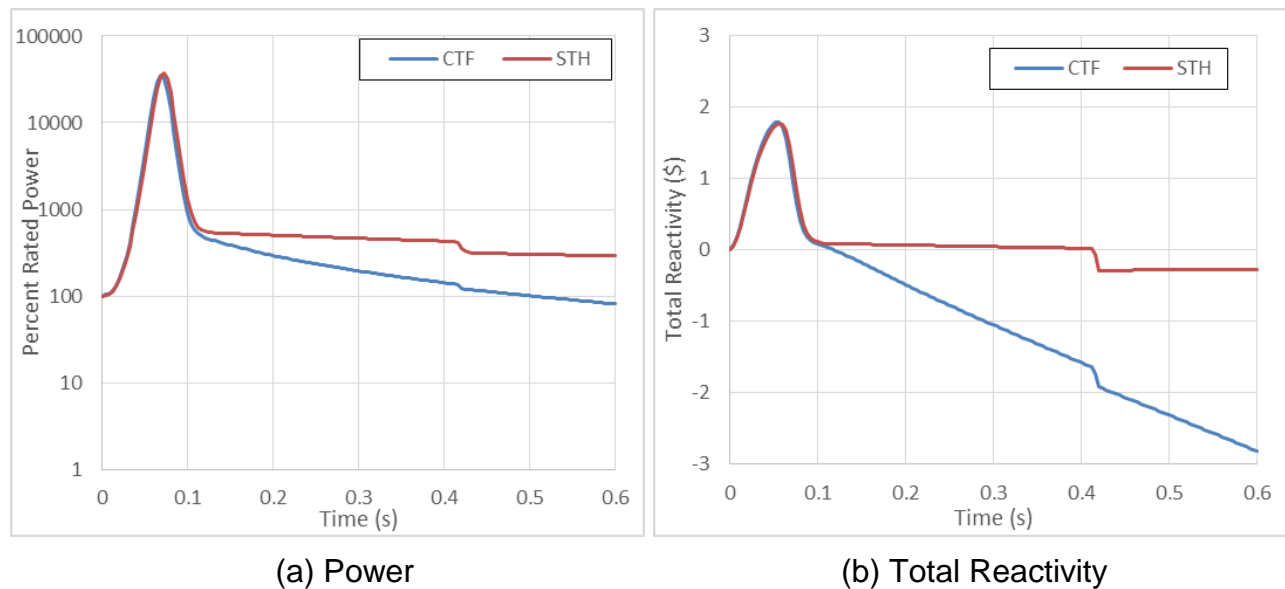 100000
10000
1000
100
10
1
Percent Rated Power
CTF STH
0 0.1 0.2 0.3 0.4 0.5 0.6
Time (s)
(a) Power
3
2
1
0
-1
-2
-3
Total Reactivity ($)
CTF STH
0 0.1 0.2 0.3 0.4 0.5 0.6
Time (s)
(b) Total Reactivity